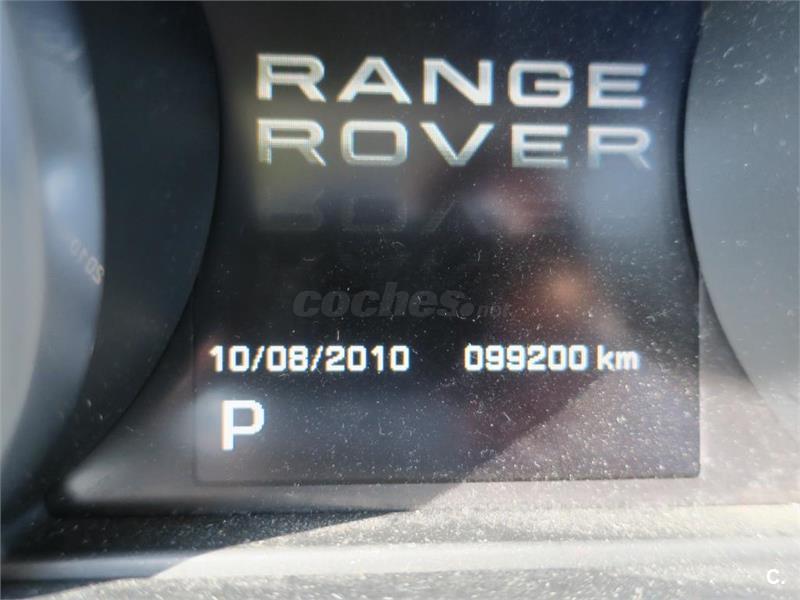 RANGE
ROVER
coches.net
10/08/2010 099200 km
P
C.